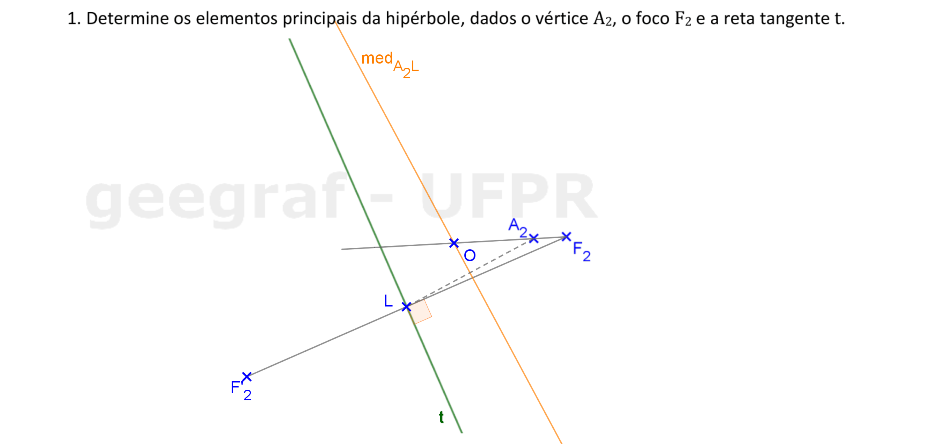 1. Determine os elementos principais da hipérbole, dados o vértice A₂, o foco F₂ e a reta tangente t.
med A₂L
geegraf - UFPR
A₂
O
F₂
L
F'₂
t